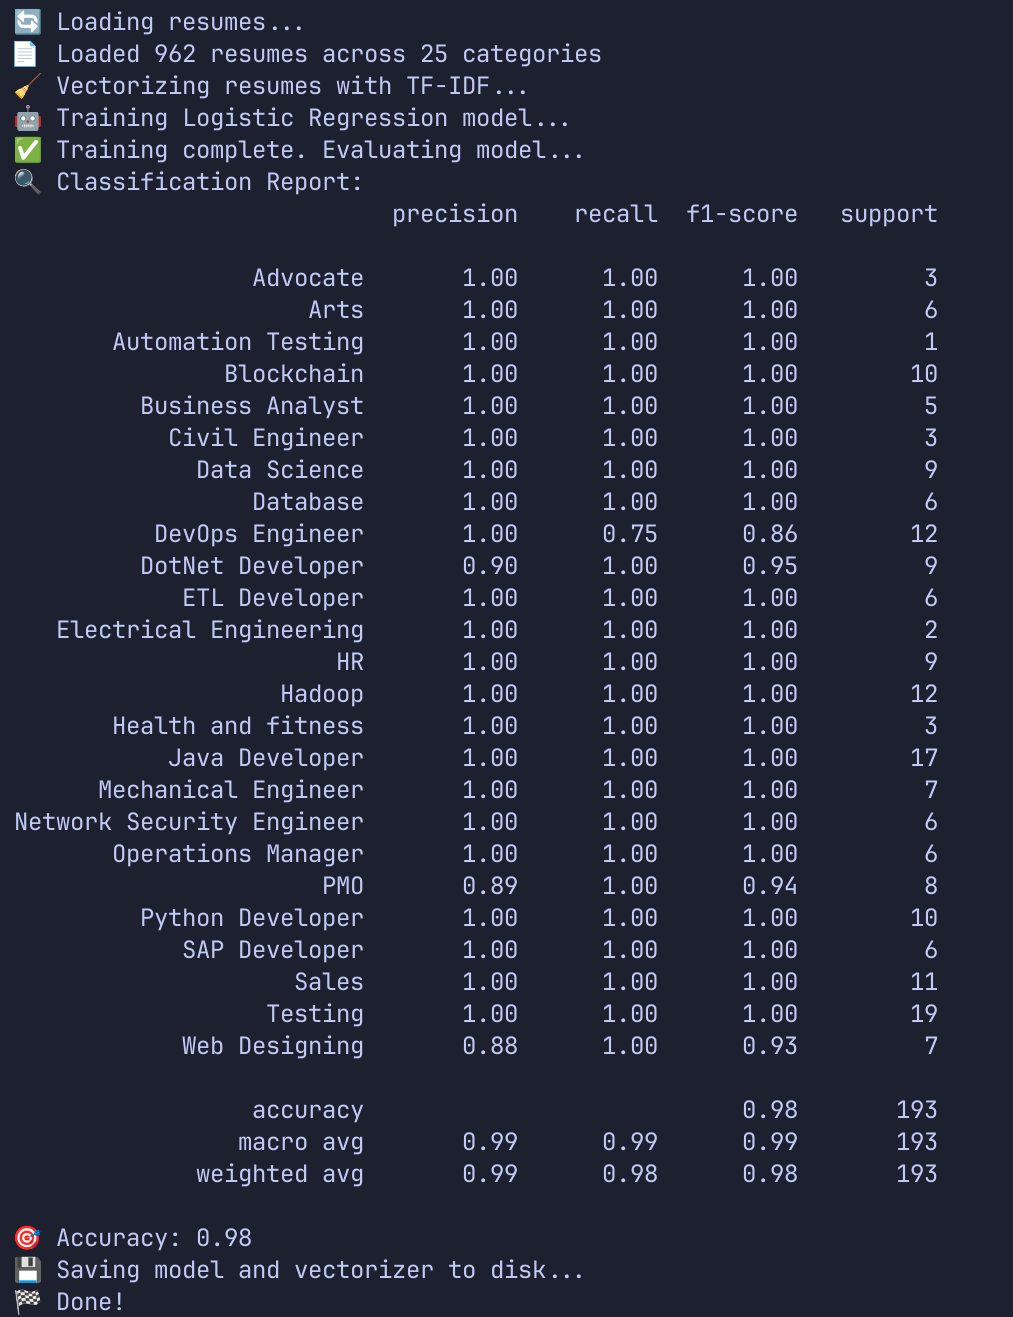 🔄 Loading resumes...
📄 Loaded 962 resumes across 25 categories
🧹 Vectorizing resumes with TF-IDF...
🤖 Training Logistic Regression model...
✅ Training complete. Evaluating model...
🔍 Classification Report:
precision recall f1-score support
Advocate 1.00 1.00 1.00 3
Arts 1.00 1.00 1.00 6
Automation Testing 1.00 1.00 1.00 1
Blockchain 1.00 1.00 1.00 10
Business Analyst 1.00 1.00 1.00 5
Civil Engineer 1.00 1.00 1.00 3
Data Science 1.00 1.00 1.00 9
Database 1.00 1.00 1.00 6
DevOps Engineer 1.00 0.75 0.86 12
DotNet Developer 0.90 1.00 0.95 9
ETL Developer 1.00 1.00 1.00 6
Electrical Engineering 1.00 1.00 1.00 2
HR 1.00 1.00 1.00 9
Hadoop 1.00 1.00 1.00 12
Health and fitness 1.00 1.00 1.00 3
Java Developer 1.00 1.00 1.00 17
Mechanical Engineer 1.00 1.00 1.00 7
Network Security Engineer 1.00 1.00 1.00 6
Operations Manager 1.00 1.00 1.00 6
PMO 0.89 1.00 0.94 8
Python Developer 1.00 1.00 1.00 10
SAP Developer 1.00 1.00 1.00 6
Sales 1.00 1.00 1.00 11
Testing 1.00 1.00 1.00 19
Web Designing 0.88 1.00 0.93 7
accuracy 0.98 193
macro avg 0.99 0.99 0.99 193
weighted avg 0.99 0.98 0.98 193
🎯 Accuracy: 0.98
💾 Saving model and vectorizer to disk...
🏁 Done!